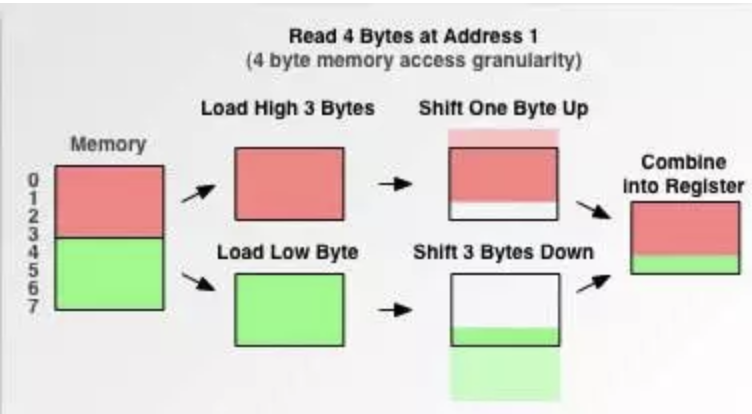 Read 4 Bytes at Address 1
(4 byte memory access granularity)
Load High 3 Bytes
Shift One Byte Up
Memory
Combine
into Register
0
1
2
3
4
5
6
7
Load Low Byte
Shift 3 Bytes Down